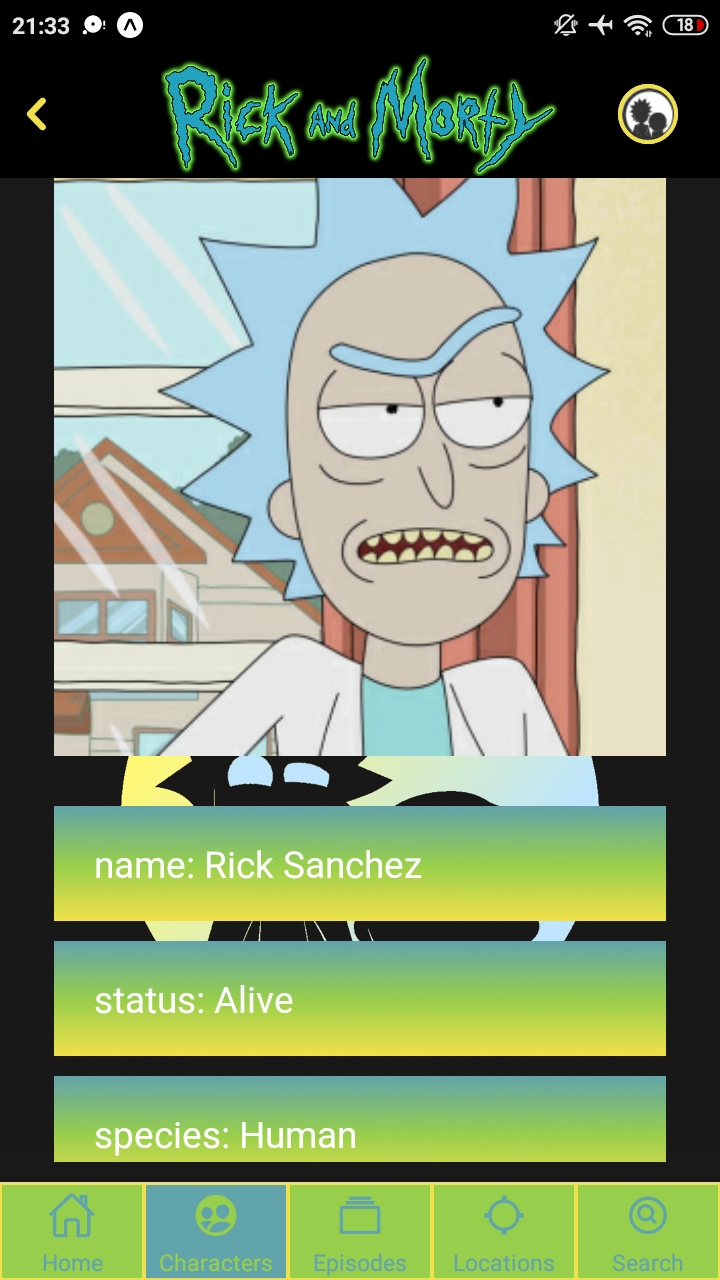 21:33
18
Rick and Morty
name: Rick Sanchez
status: Alive
species: Human
Home Characters Episodes Locations Search